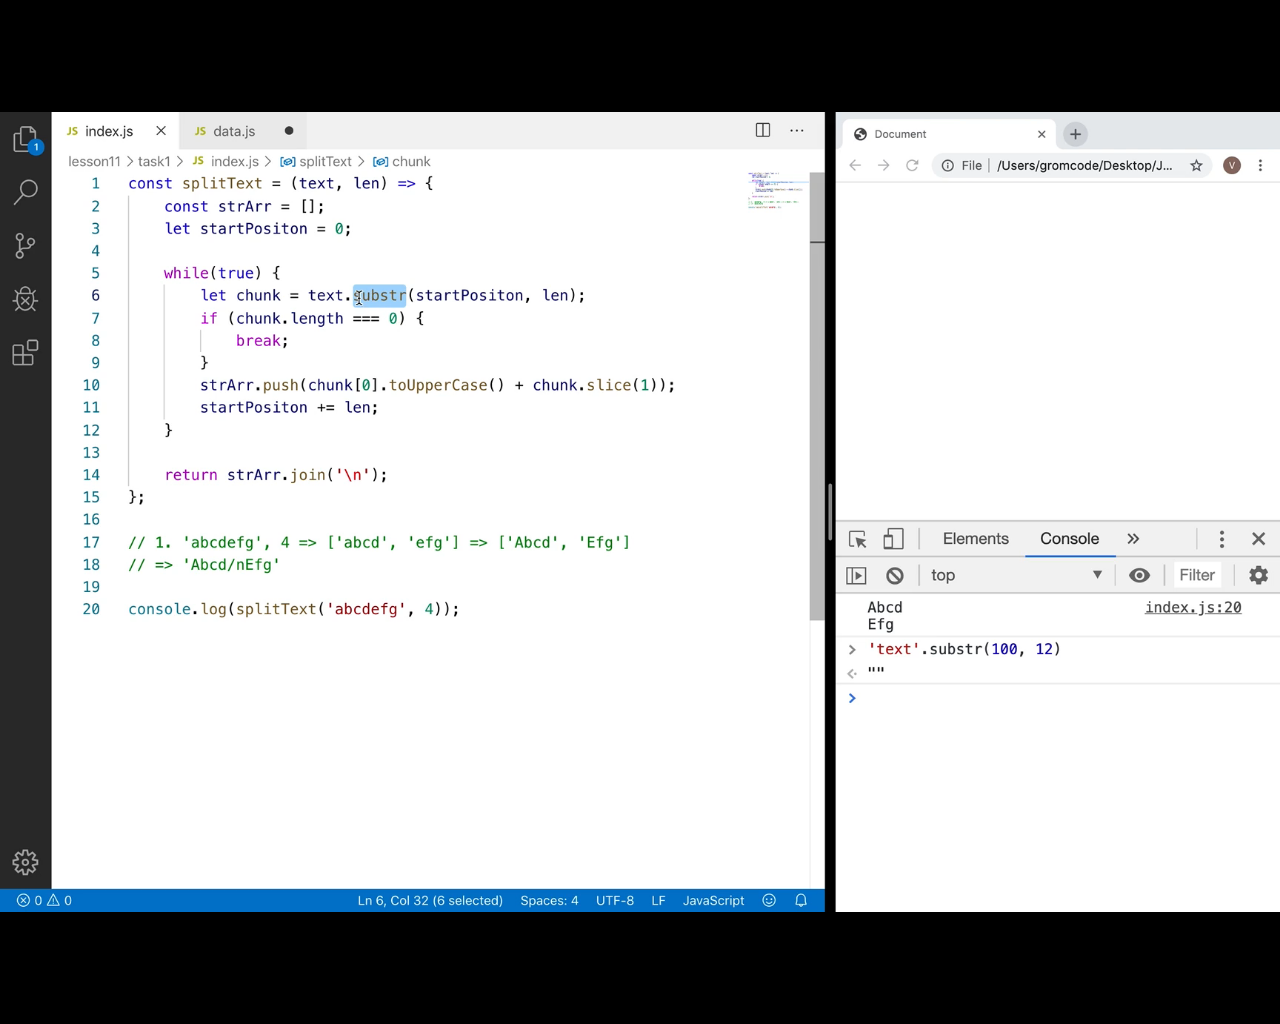 JS index.js
JS data.js
lesson11 > task1 > JS index.js > splitText > chunk
1 const splitText = (text, len) => {
2 const strArr = [];
3 let startPositon = 0;
4
5 while(true) {
6 let chunk = text.substr(startPositon, len);
7 if (chunk.length === 0) {
8 break;
9 }
10 strArr.push(chunk[0].toUpperCase() + chunk.slice(1));
11 startPositon += len;
12 }
13
14 return strArr.join('\n');
15 };
16
17 // 1. 'abcdefg', 4 => ['abcd', 'efg'] => ['Abcd', 'Efg']
18 // => 'Abcd/nEfg'
19
20 console.log(splitText('abcdefg', 4));
1
0 0
Ln 6, Col 32 (6 selected) Spaces: 4 UTF-8 LF JavaScript
Document
File | /Users/gromcode/Desktop/J... V
Elements Console
top Filter
Abcd index.js:20
Efg
> 'text'.substr(100, 12)
""
>